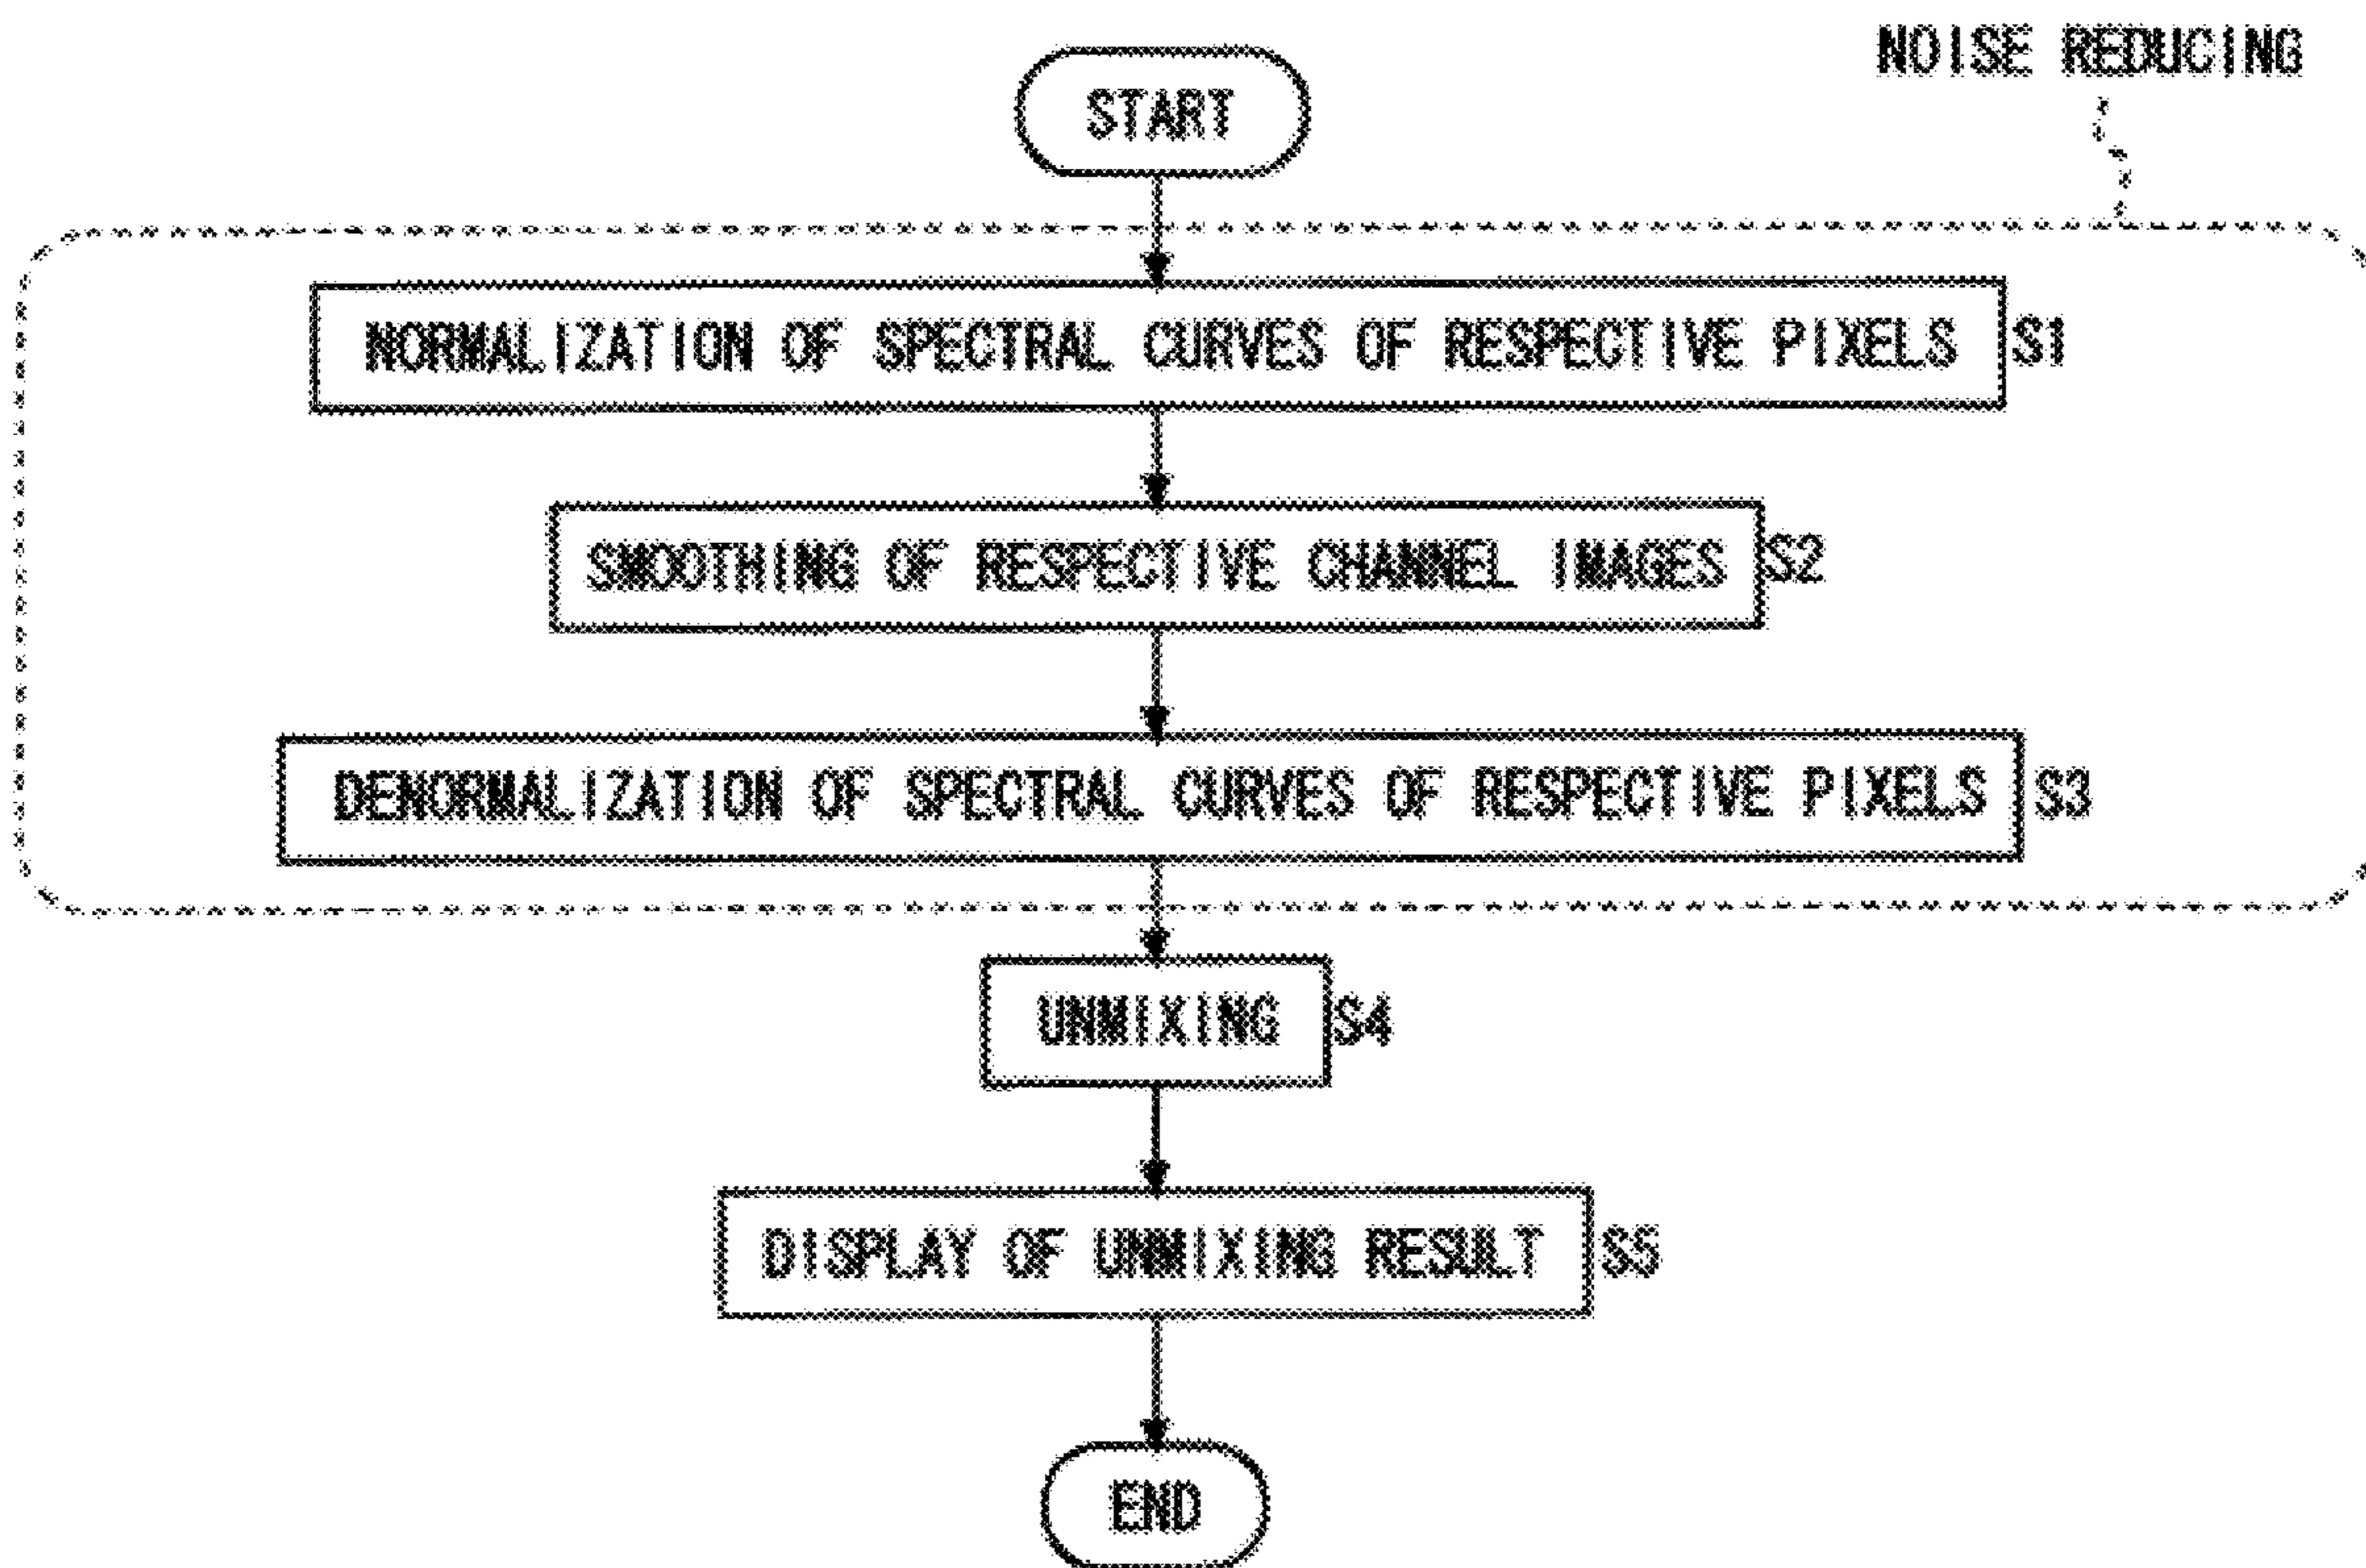 NOISE REDUCING
START
NORMALIZATION OF SPECTRAL CURVES OF RESPECTIVE PIXELS S1
SMOOTHING OF RESPECTIVE CHANNEL IMAGES S2
DENORMALIZATION OF SPECTRAL CURVES OF RESPECTIVE PIXELS S3
UNMIXING S4
DISPLAY OF UNMIXING RESULT S5
END